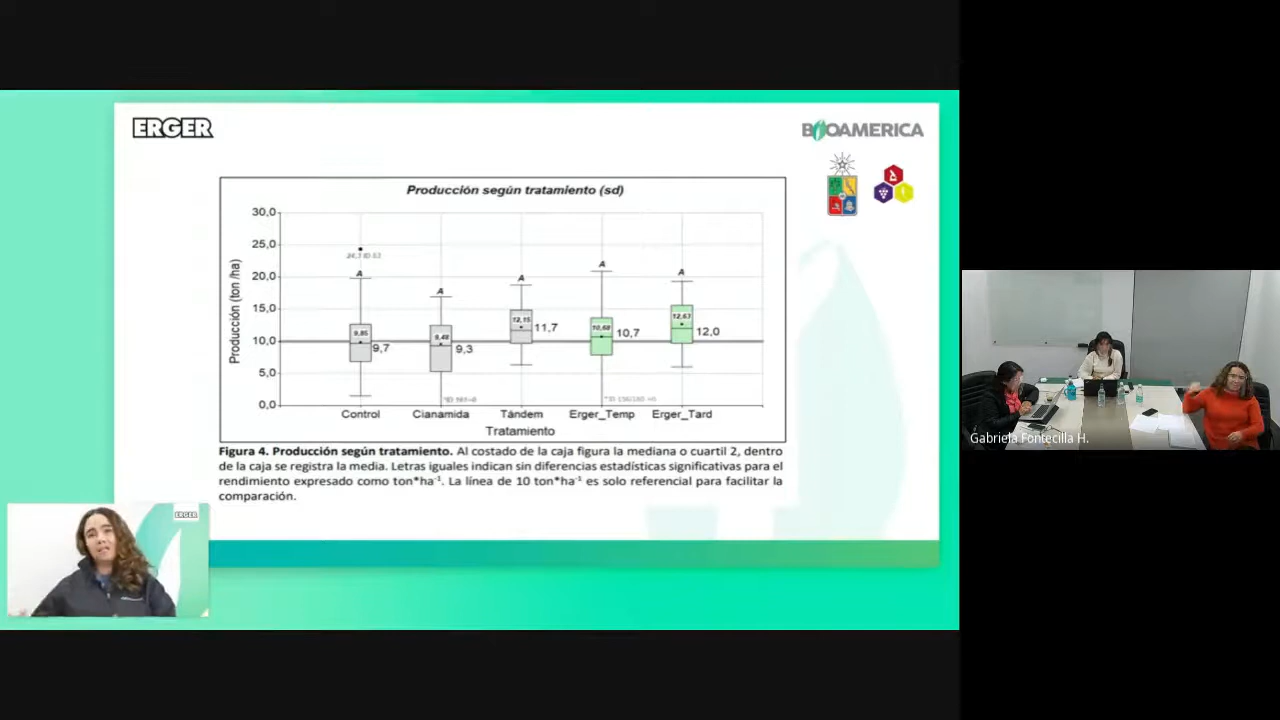 ERGER
BIOAMERICA
Producción según tratamiento (sd)
Producción (ton /ha)
30,0
25,0
20,0
15,0
10,0
5,0
0,0
A
A
A
A
A
9,85
9,7
9,48
9,3
12,15
11,7
10,68
10,7
12,63
12,0
Control
Cianamida
Tándem
Erger_Temp
Erger_Tard
Tratamiento
Figura 4. Producción según tratamiento. Al costado de la caja figura la mediana o cuartil 2, dentro
de la caja se registra la media. Letras iguales indican sin diferencias estadísticas significativas para el
rendimiento expresado como ton*ha-1. La línea de 10 ton*ha-1 es solo referencial para facilitar la
comparación.
ERGER
Gabriela Fontecilla H.